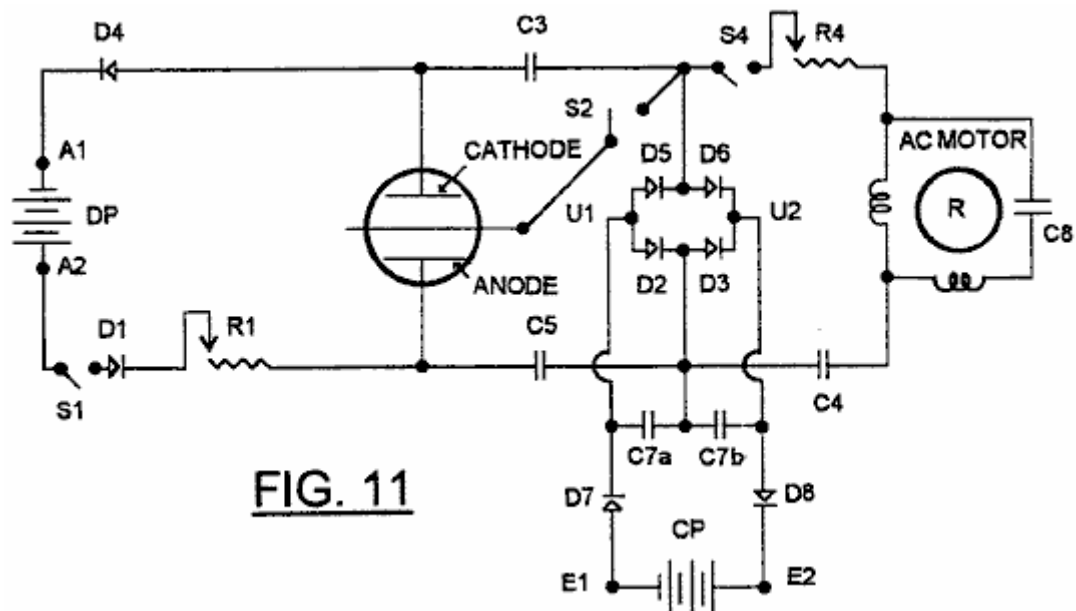 D4
C3
S4
R4
S2
A1
CATHODE
D5
D6
AC MOTOR
DP
U1
U2
R
C8
A2
ANODE
D2
D3
D1
R1
C5
S1
C4
C7a
C7b
FIG. 11
D7
D8
CP
E1
E2